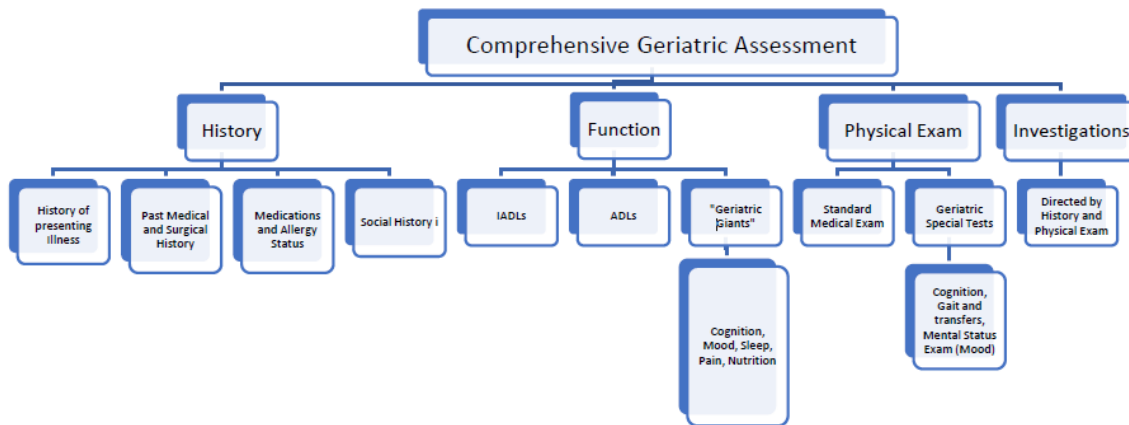 Comprehensive Geriatric Assessment
History
Function
Physical Exam
Investigations
History of
presenting
Illness
Past Medical
and Surgical
History
Medications
and Allergy
Status
Social History i
IADLs
ADLs
"Geriatric
Giants"
Standard
Medical Exam
Geriatric
Special Tests
Directed by
History and
Physical Exam
Cognition,
Mood, Sleep,
Pain, Nutrition
Cognition,
Gait and
transfers,
Mental Status
Exam (Mood)